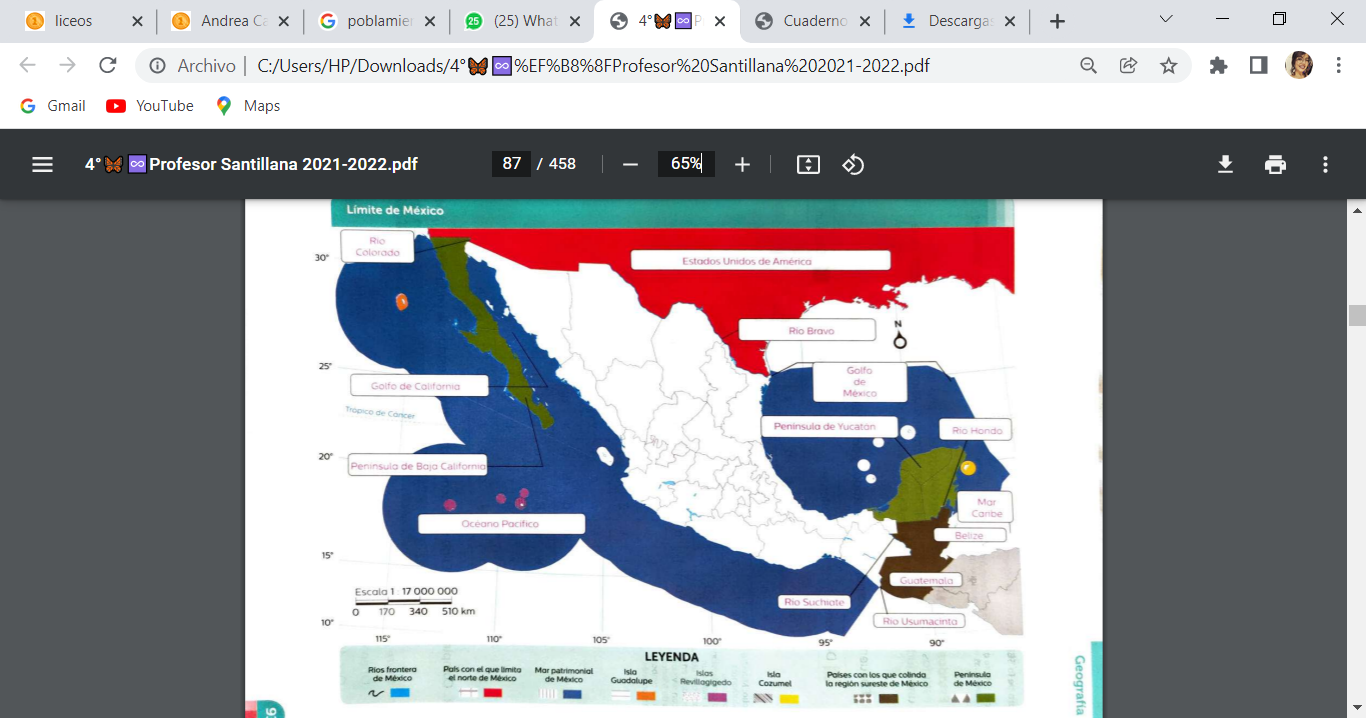 liceos
Andrea Ca
poblamie
(25) What
4°
P
Cuaderno
Descargas
Archivo
C:/Users/HP/Downloads/4°🦋♾%EF%B8%8FProfesor%20Santillana%202021-2022.pdf
Gmail
YouTube
Maps
4°🦋♾Profesor Santillana 2021-2022.pdf
87 / 458
65%
Límite de México
Río
Colorado
30°
Estados Unidos de América
Río Bravo
N
25°
Golfo
de
México
Golfo de California
Trópico de Cáncer
Península de Yucatán
Río Hondo
20°
Península de Baja California
Mar
Caribe
Océano Pacífico
Belize
15°
Guatemala
Escala 1 17 000 000
0 170 340 510 km
Río Suchiate
Río Usumacinta
10°
115° 110° 105° 100° 95° 90°
LEYENDA
Ríos frontera
de México
País con el que limita
el norte de México
Mar patrimonial
de México
Isla
Guadalupe
Islas
Revillagigedo
Isla
Cozumel
Países con los que colinda
la región sureste de México
Península
de México
Geografía